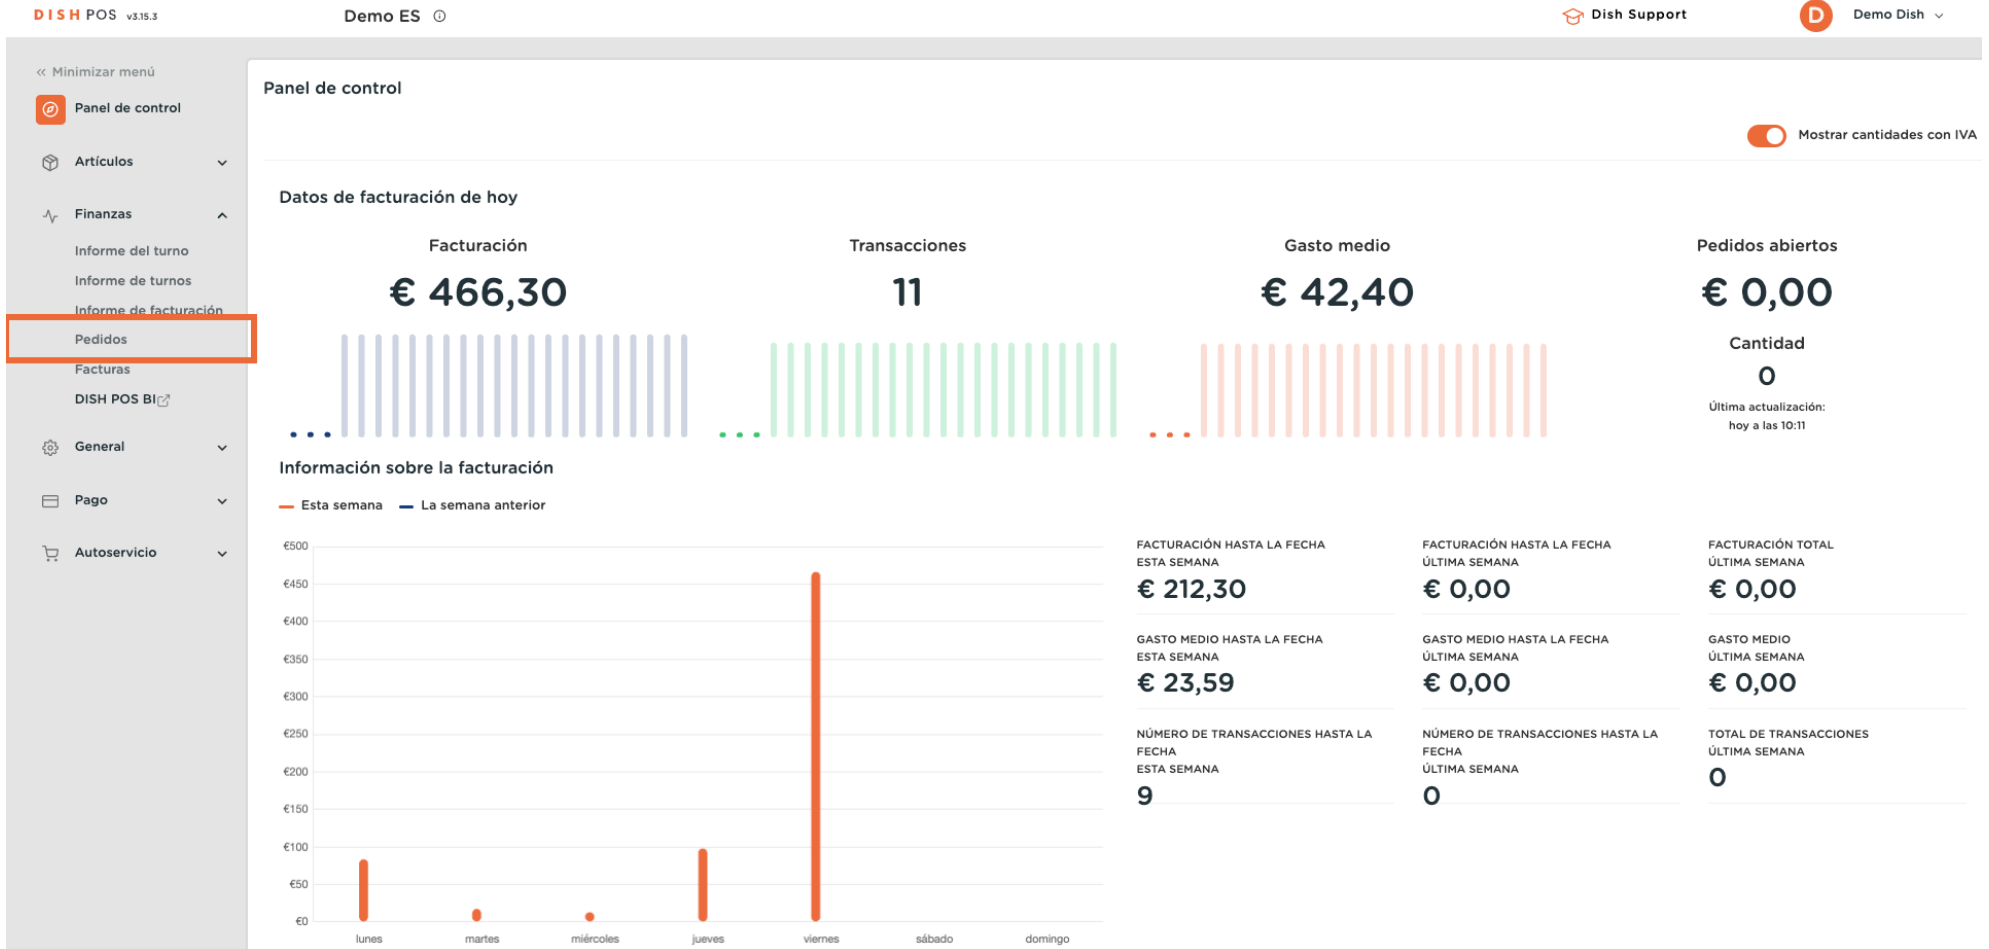 DISH POS v3.15.3
Demo ES
Dish Support
D
Demo Dish
« Minimizar menú
Panel de control
Artículos
Finanzas
Informe del turno
Informe de turnos
Informe de facturación
Pedidos
Facturas
DISH POS BI
General
Pago
Autoservicio
Panel de control
Mostrar cantidades con IVA
Datos de facturación de hoy
Facturación
€ 466,30
Transacciones
11
Gasto medio
€ 42,40
Pedidos abiertos
€ 0,00
Cantidad
0
Última actualización:
hoy a las 10:11
Información sobre la facturación
Esta semana
La semana anterior
€500
€450
€400
€350
€300
€250
€200
€150
€100
€50
€0
lunes
martes
miércoles
jueves
viernes
sábado
domingo
FACTURACIÓN HASTA LA FECHA
ESTA SEMANA
€ 212,30
FACTURACIÓN HASTA LA FECHA
ÚLTIMA SEMANA
€ 0,00
FACTURACIÓN TOTAL
ÚLTIMA SEMANA
€ 0,00
GASTO MEDIO HASTA LA FECHA
ESTA SEMANA
€ 23,59
GASTO MEDIO HASTA LA FECHA
ÚLTIMA SEMANA
€ 0,00
GASTO MEDIO
ÚLTIMA SEMANA
€ 0,00
NÚMERO DE TRANSACCIONES HASTA LA
FECHA
ESTA SEMANA
9
NÚMERO DE TRANSACCIONES HASTA LA
FECHA
ÚLTIMA SEMANA
0
TOTAL DE TRANSACCIONES
ÚLTIMA SEMANA
0